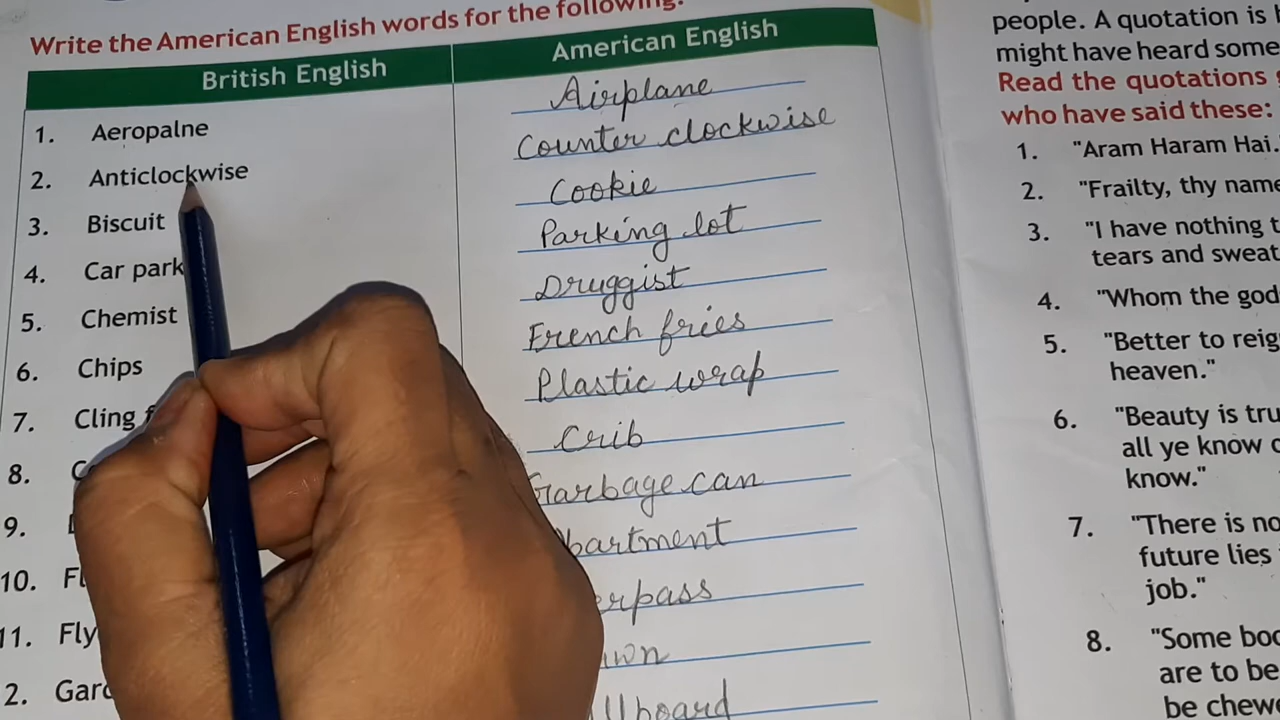 Write the American English words for the following:
British English American English
1. Aeropalne Airplane
2. Anticlockwise Counter clockwise
3. Biscuit Cookie
4. Car park Parking lot
5. Chemist Druggist
6. Chips French fries
7. Cling Plastic wrap
8. Crib
9. Garbage can
10. partment
11. Fly erpass
2. wn
board
people. A quotation is
might have heard some
Read the quotations
who have said these:
1. "Aram Haram Hai.
2. "Frailty, thy name
3. "I have nothing t
tears and sweat
4. "Whom the god
5. "Better to reig
heaven."
6. "Beauty is tru
all ye know
know."
7. "There is no
future lies
job."
8. "Some boo
are to be
be chewe